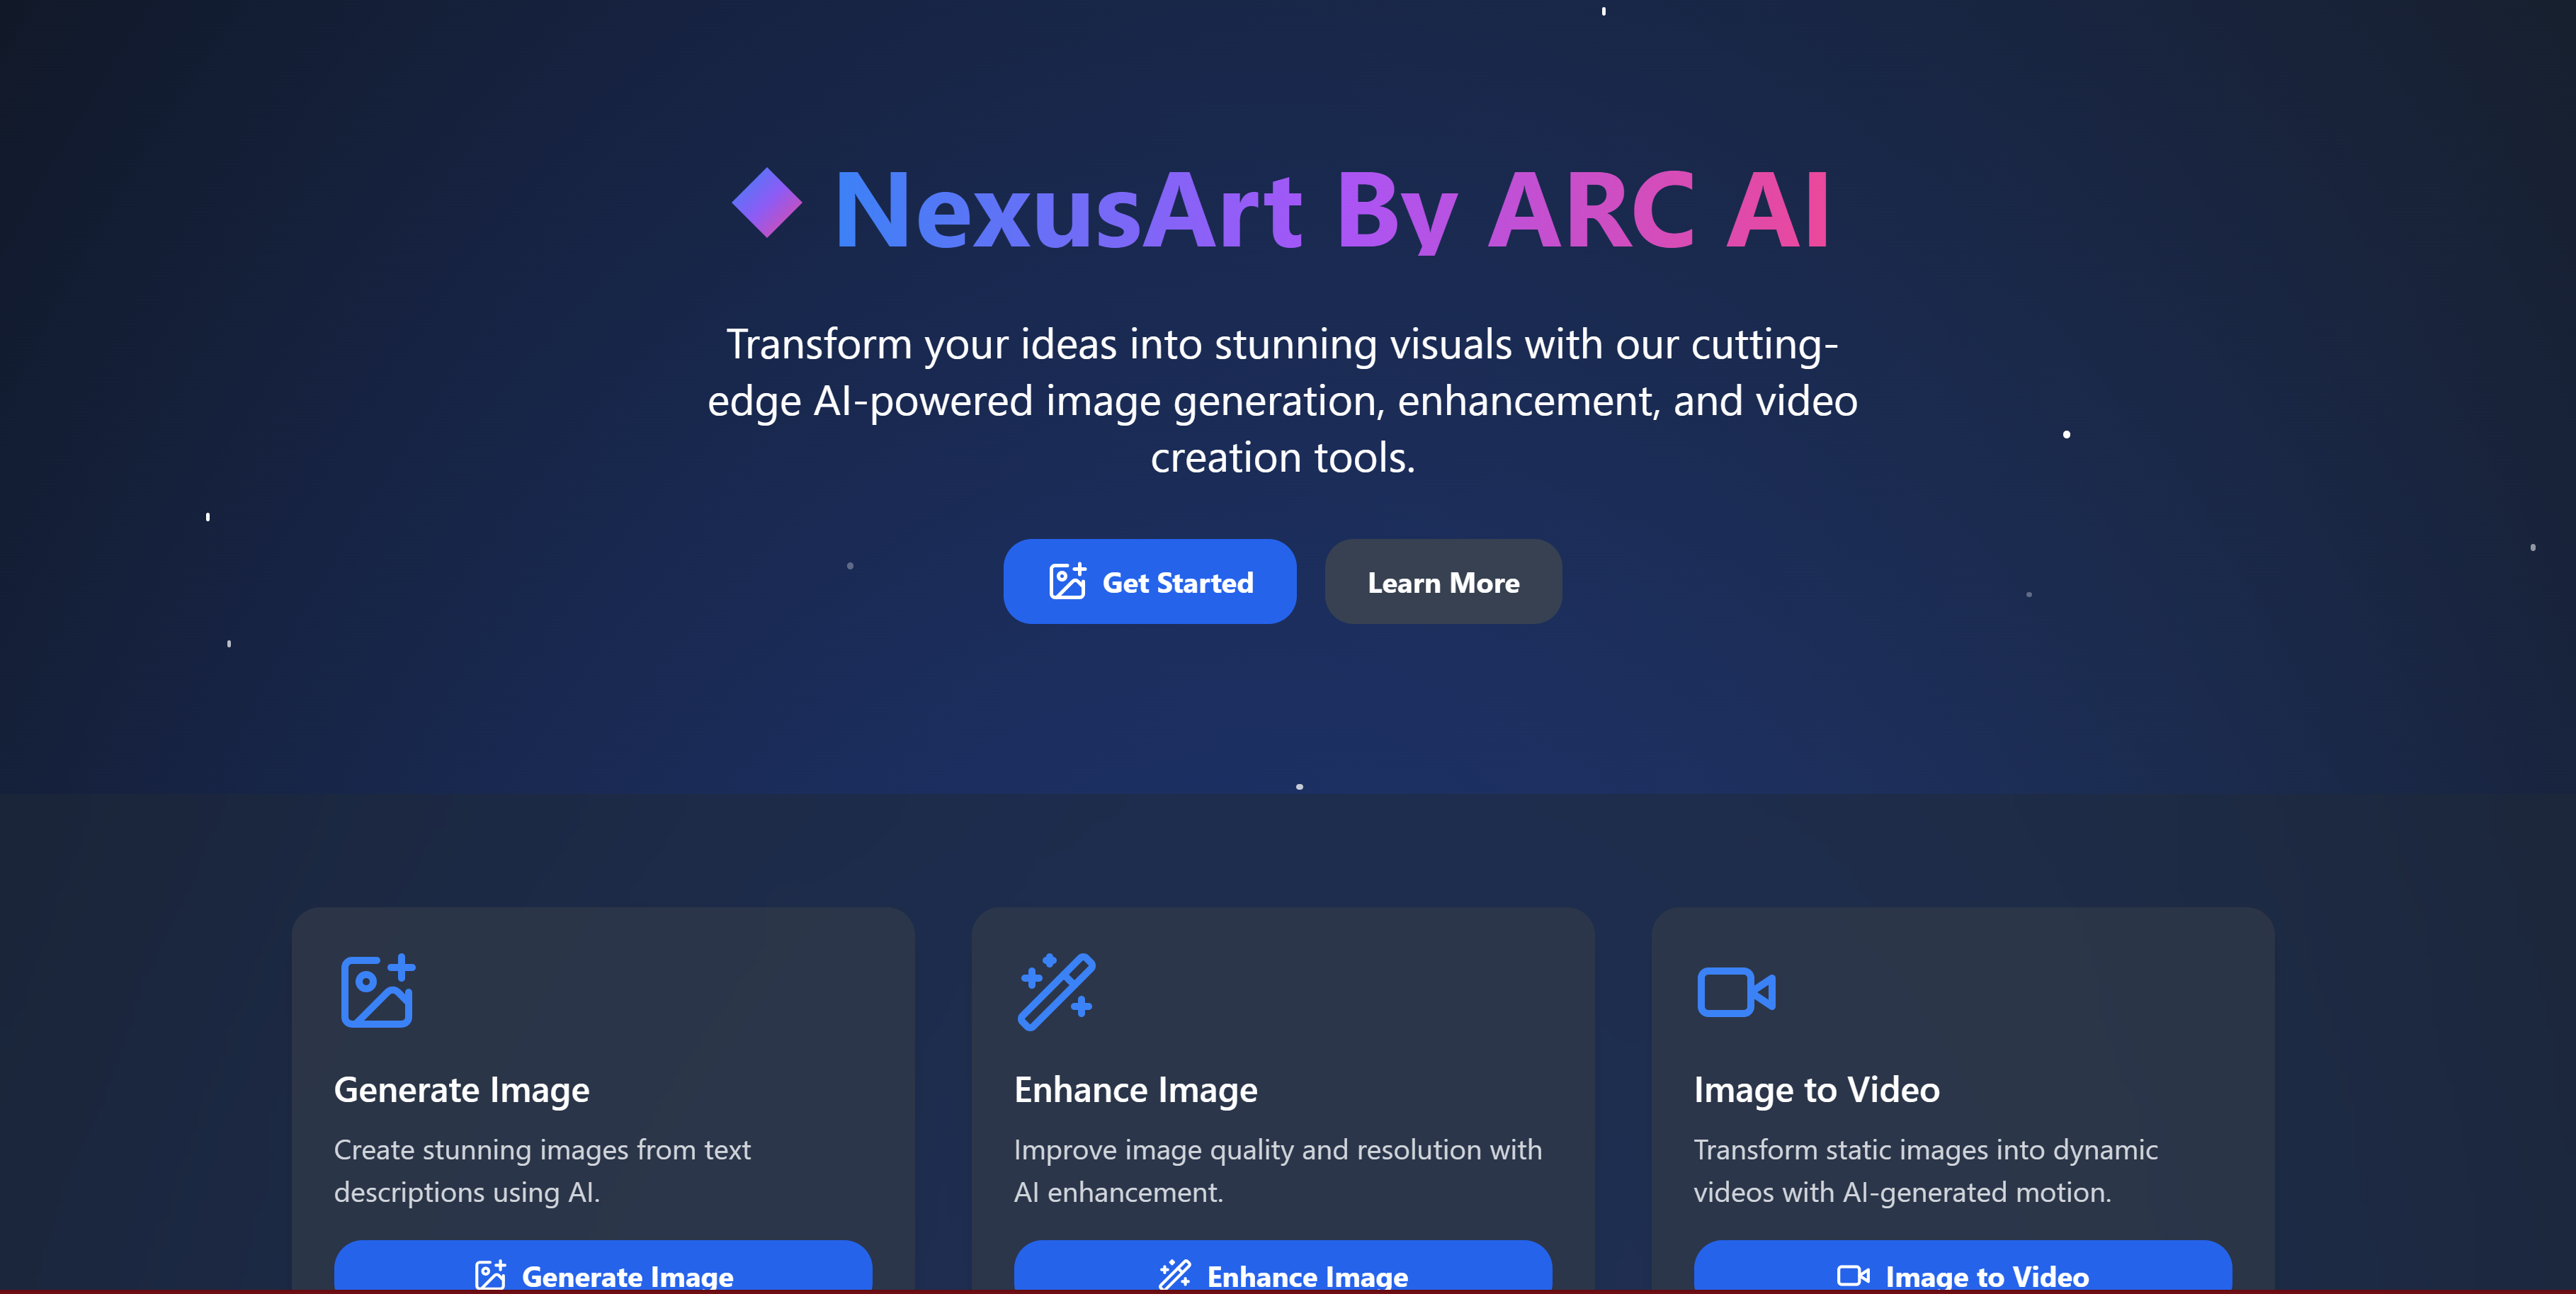 NexusArt By ARC AI
Transform your ideas into stunning visuals with our cutting-
edge AI-powered image generation, enhancement, and video
creation tools.
Get Started
Learn More
Generate Image
Create stunning images from text
descriptions using AI.
Generate Image
Enhance Image
Improve image quality and resolution with
AI enhancement.
Enhance Image
Image to Video
Transform static images into dynamic
videos with AI-generated motion.
Image to Video